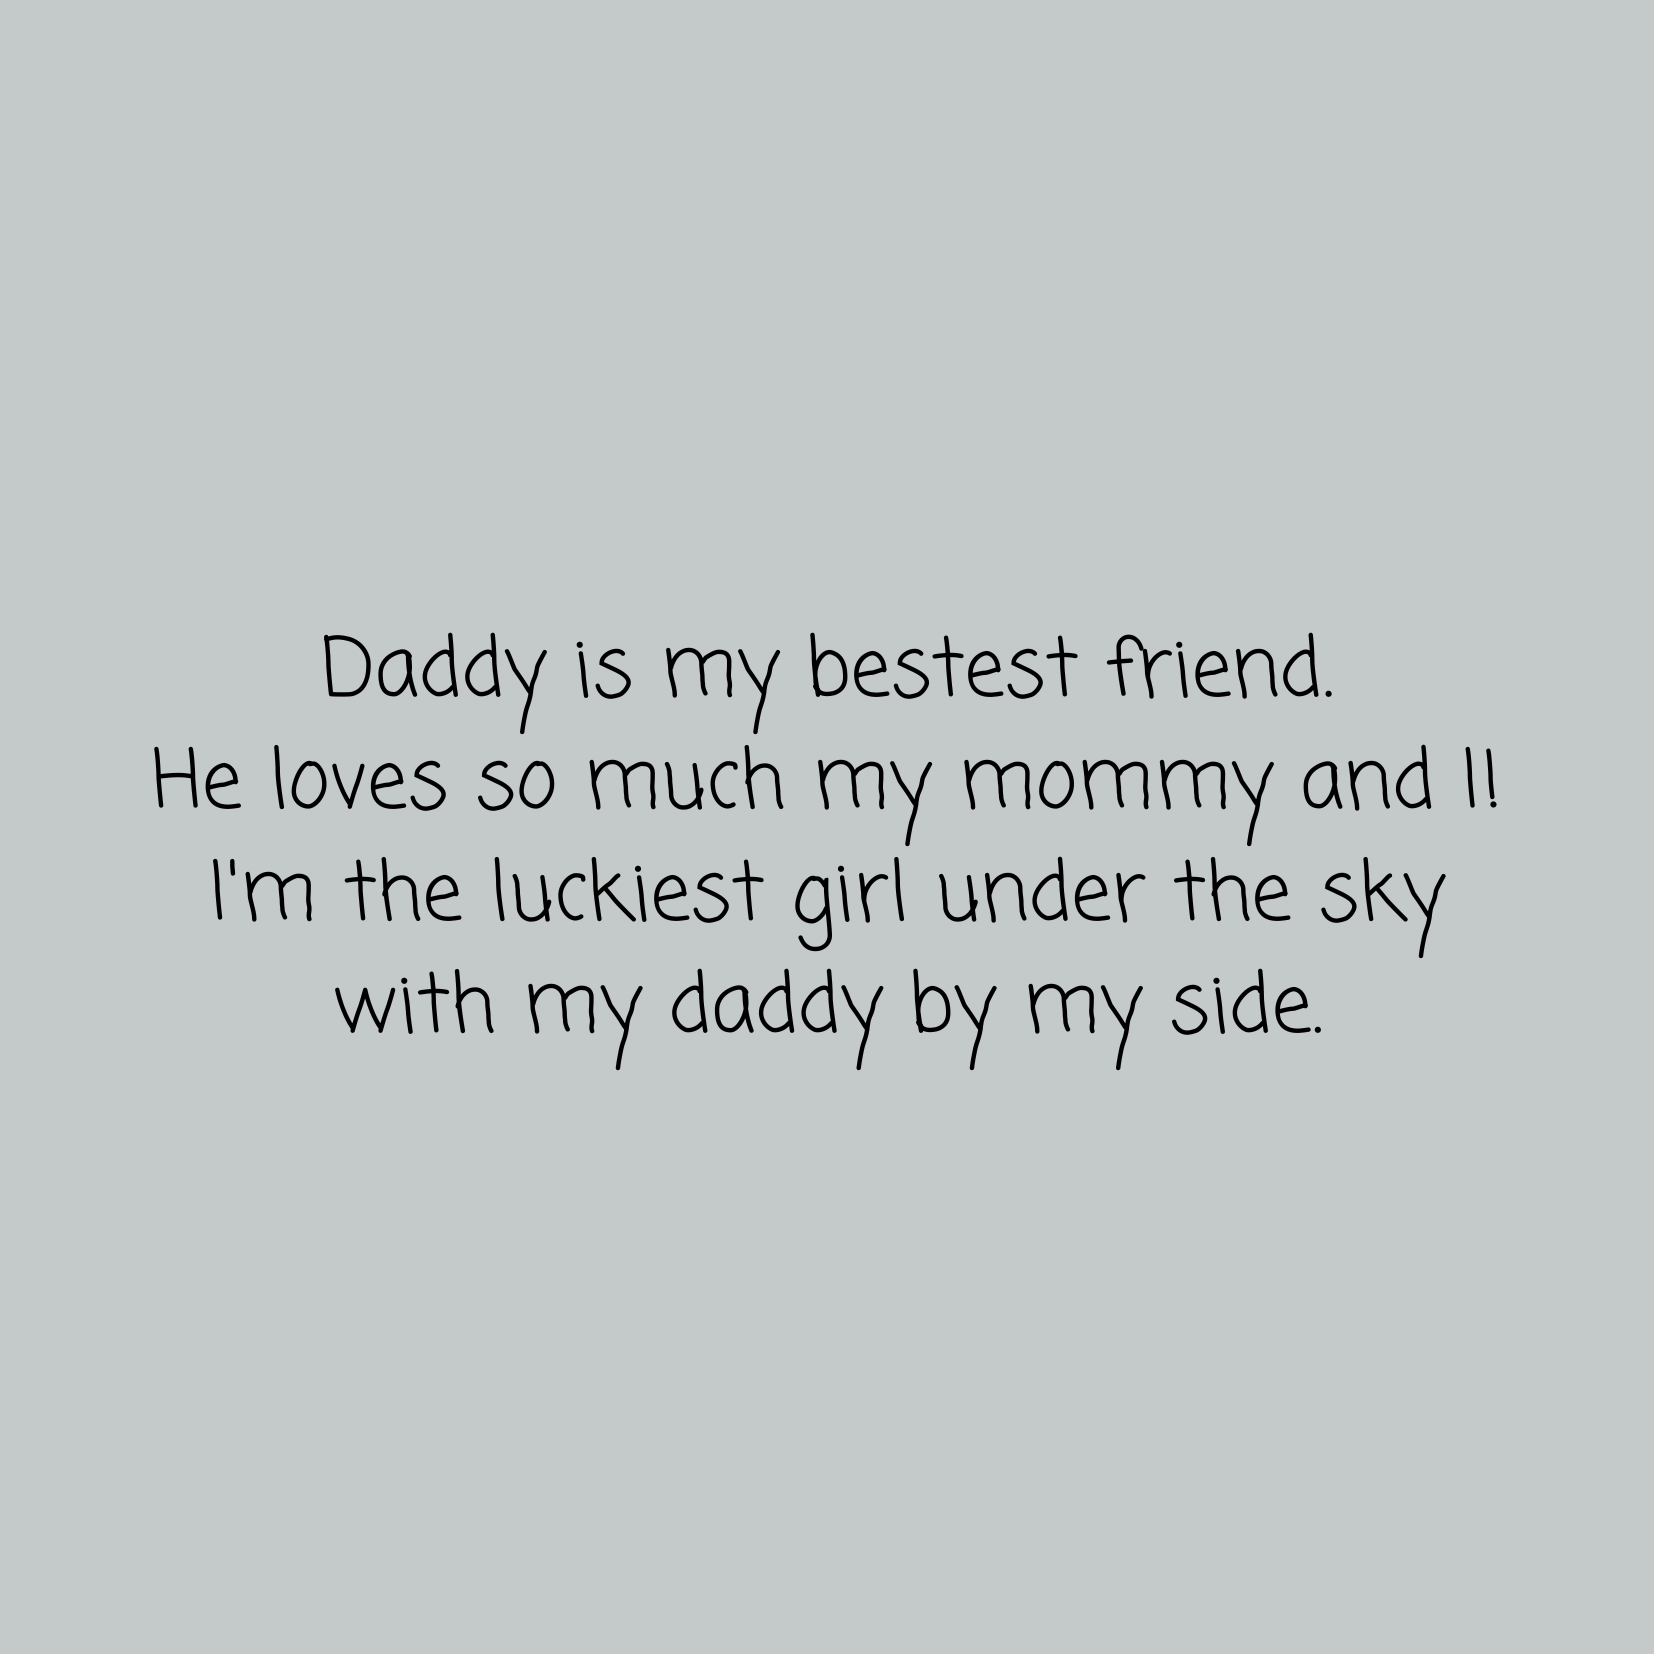 Daddy is my bestest friend.
He loves so much my mommy and I!
I'm the luckiest girl under the sky
with my daddy by my side.